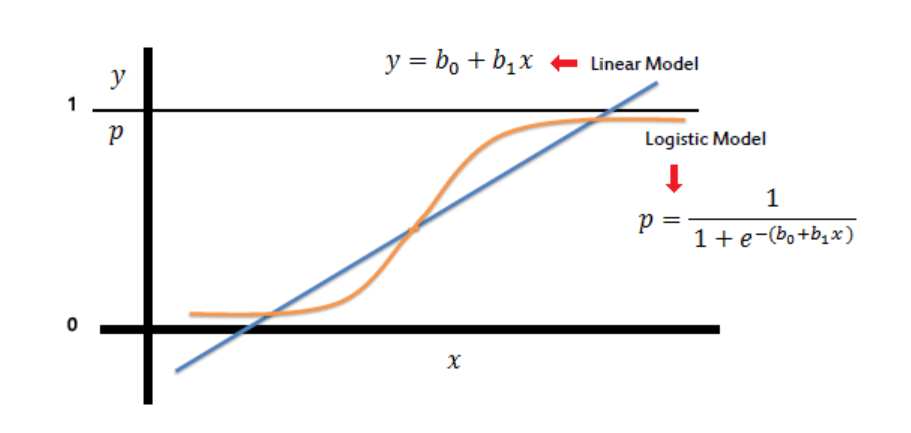 y = b₀ + b₁x
Linear Model
y
1
p
Logistic Model
p = 1 / (1 + e^−(b₀+b₁x))
0
x